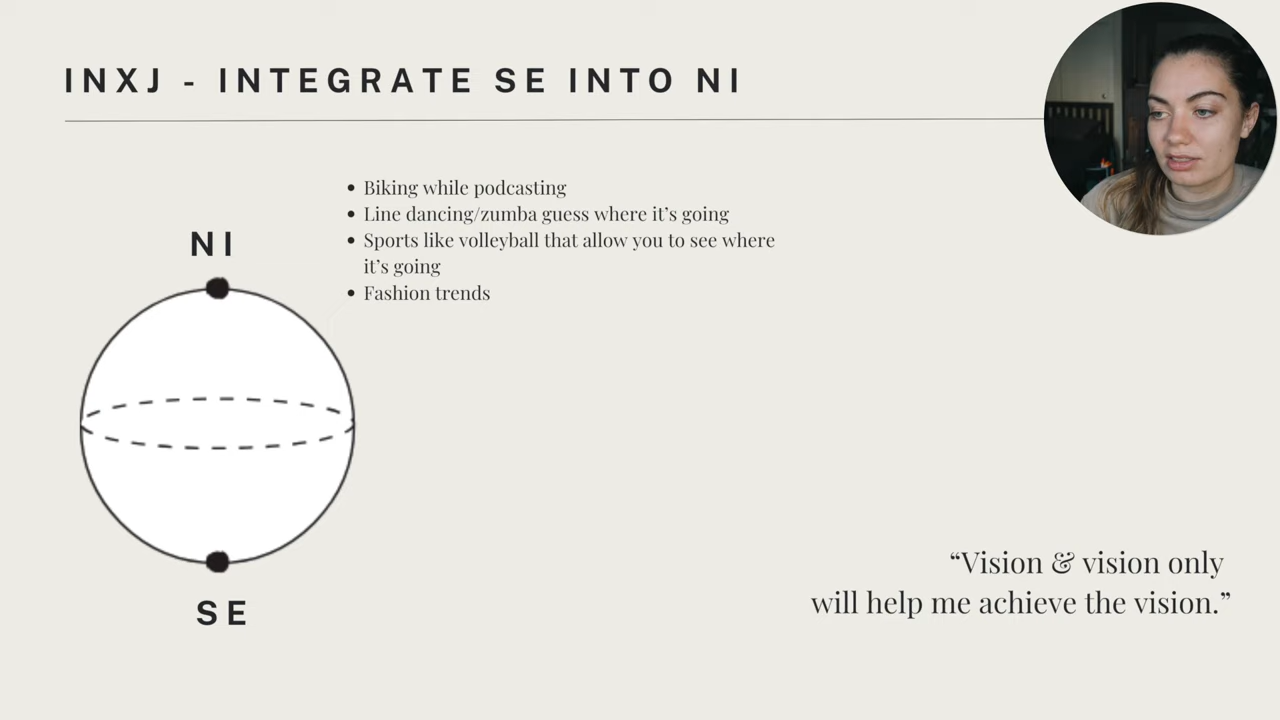 INXJ - INTEGRATE SE INTO NI
• Biking while podcasting
• Line dancing/zumba guess where it's going
• Sports like volleyball that allow you to see where
it's going
• Fashion trends
NI
SE
“Vision & vision only
will help me achieve the vision.”